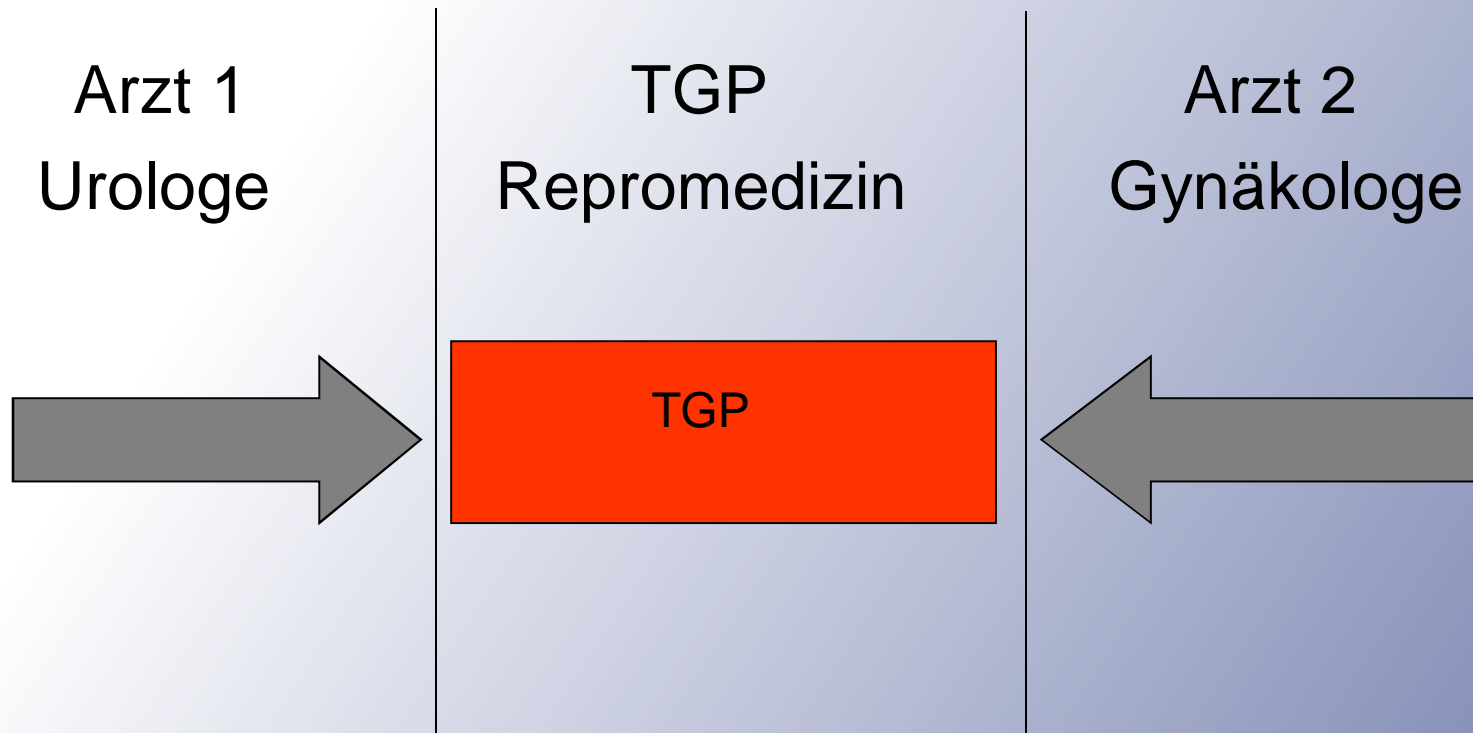 Arzt 1
Urologe
TGP
Repromedizin
Arzt 2
Gynäkologe
TGP